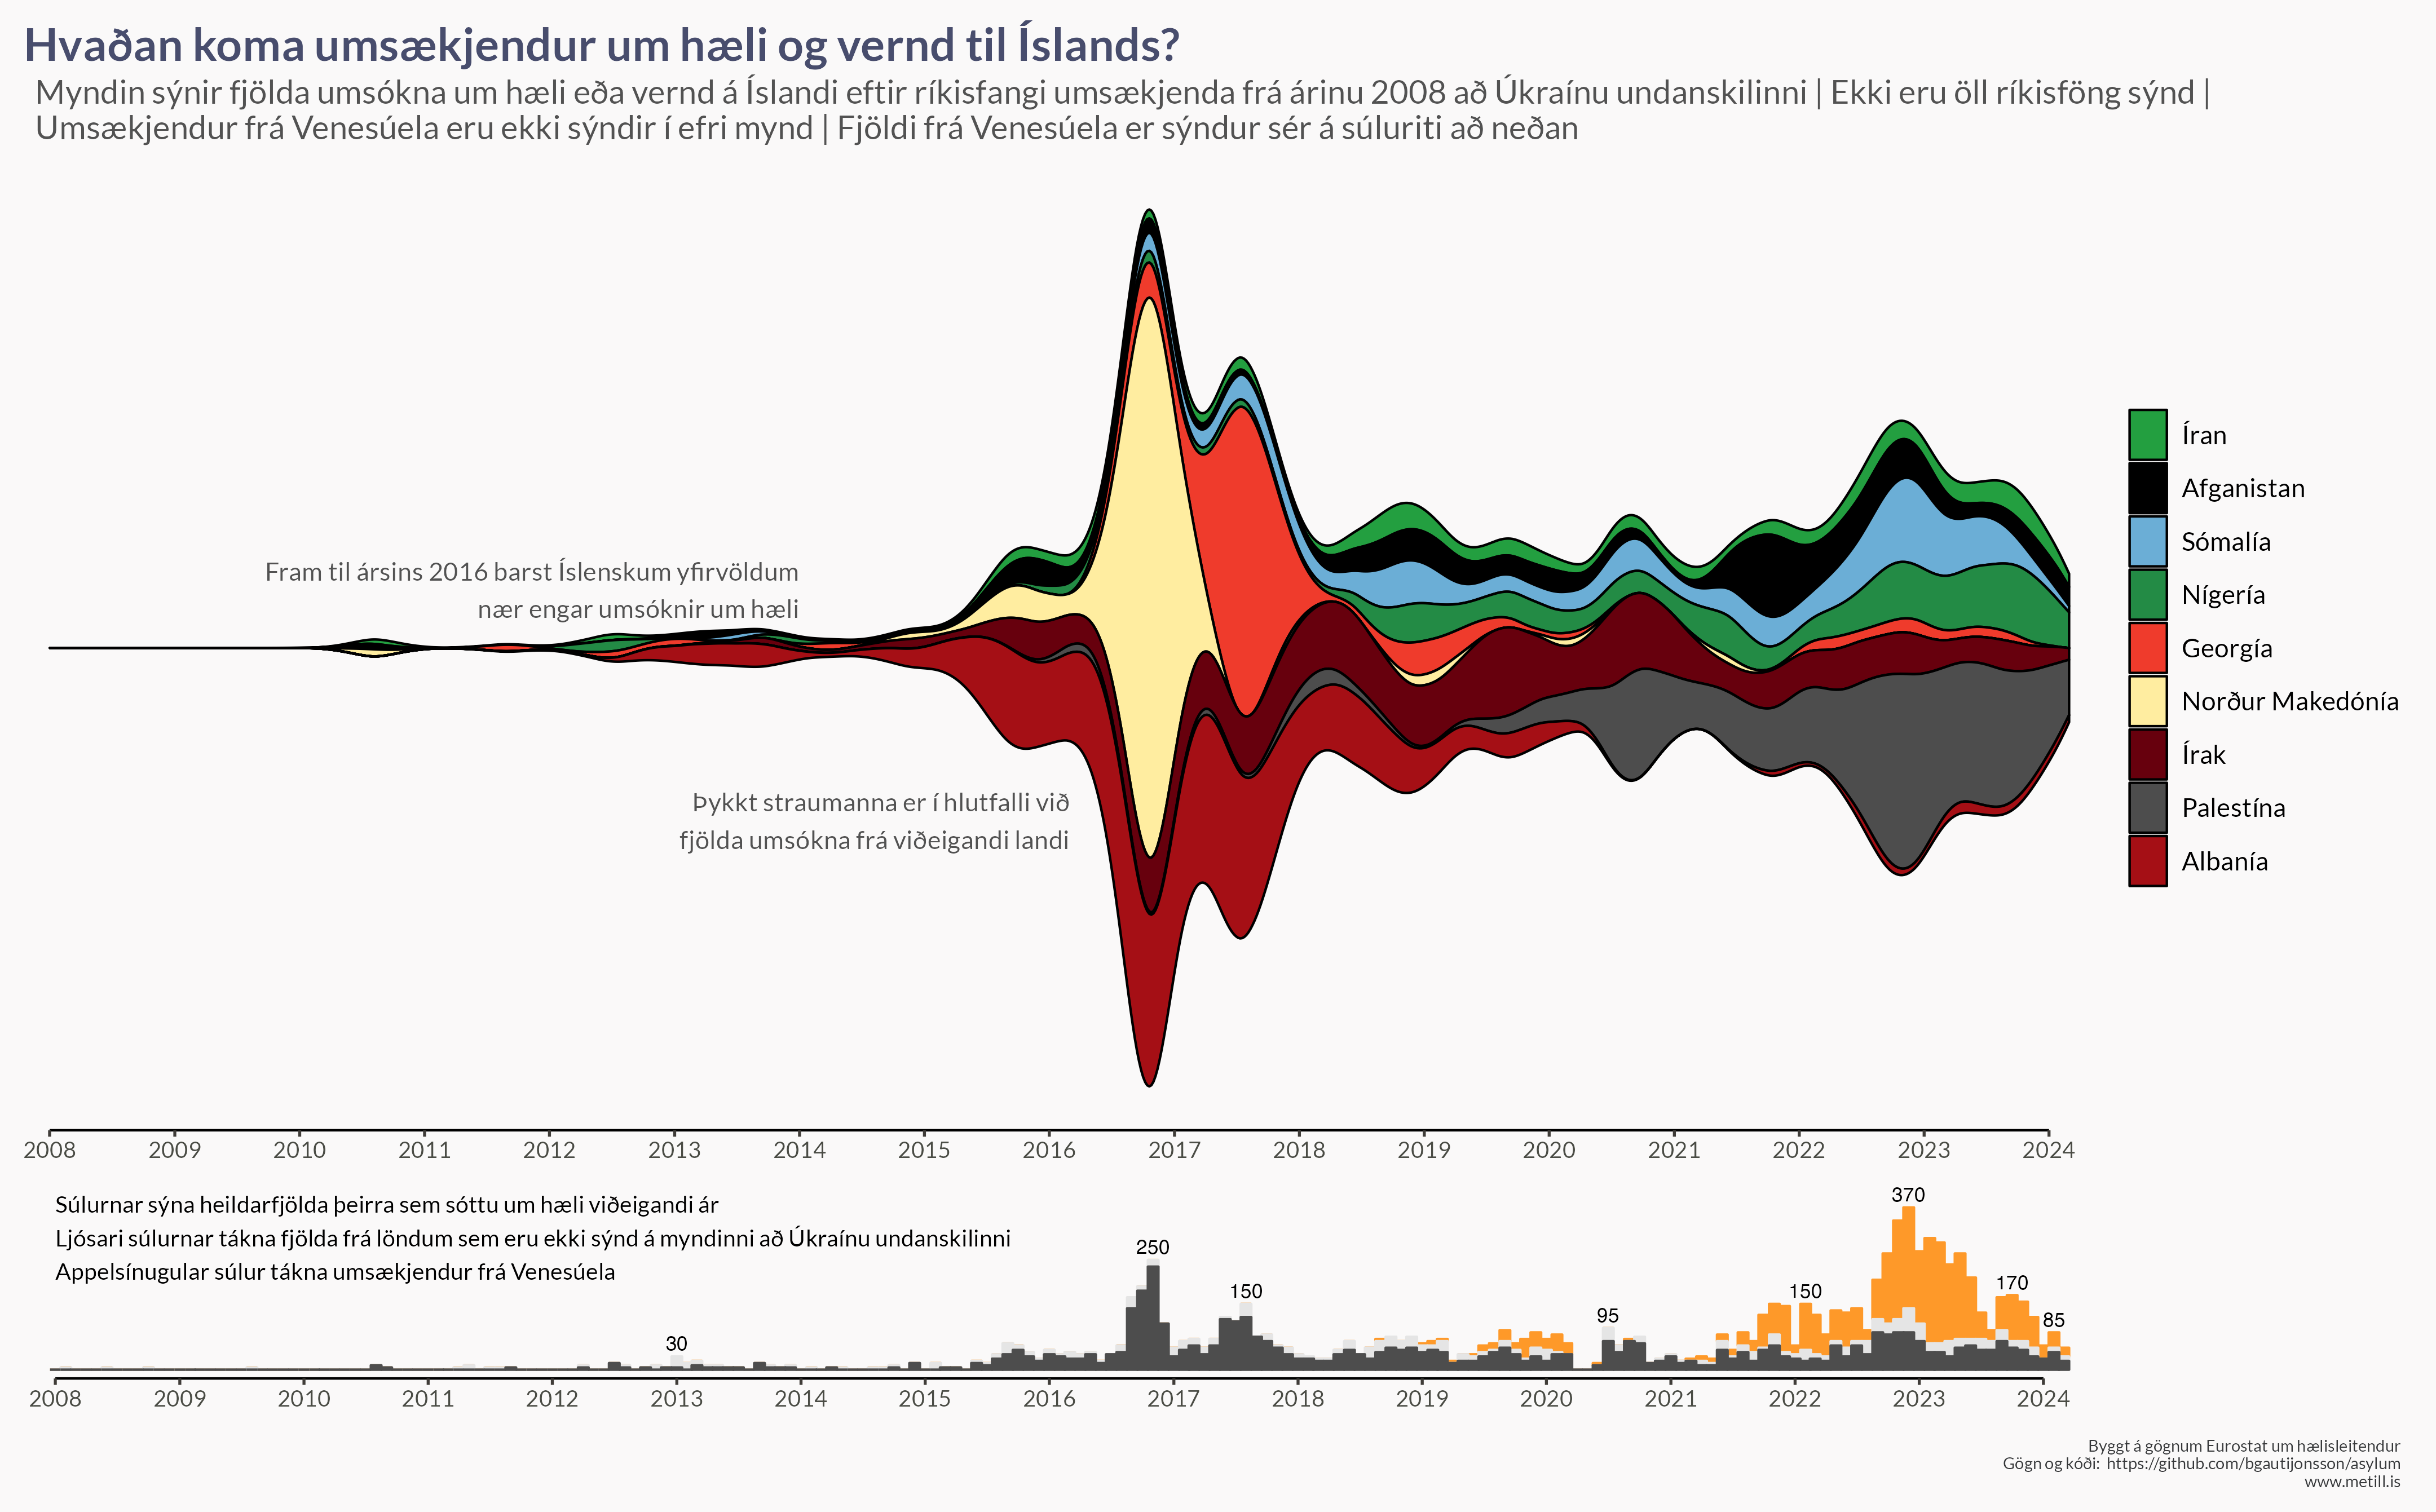 Hvaðan koma umsækjendur um hæli og vernd til Íslands?
Myndin sýnir fjölda umsókna um hæli eða vernd á Íslandi eftir ríkisfangi umsækjenda frá árinu 2008 að Úkraínu undanskilinni | Ekki eru öll ríkisföng sýnd |
Umsækjendur frá Venesúela eru ekki sýndir í efri mynd | Fjöldi frá Venesúela er sýndur sér á súluriti að neðan
Fram til ársins 2016 barst Íslenskum yfirvöldum
nær engar umsóknir um hæli
Þykkt straumanna er í hlutfalli við
fjölda umsókna frá viðeigandi landi
Íran
Afganistan
Sómalía
Nígería
Georgía
Norður Makedónía
Írak
Palestína
Albanía
2008 2009 2010 2011 2012 2013 2014 2015 2016 2017 2018 2019 2020 2021 2022 2023 2024
Súlurnar sýna heildarfjölda þeirra sem sóttu um hæli viðeigandi ár
Ljósari súlurnar tákna fjölda frá löndum sem eru ekki sýnd á myndinni að Úkraínu undanskilinni
Appelsínugular súlur tákna umsækjendur frá Venesúela
30 250 150 95 150 370 170 85
2008 2009 2010 2011 2012 2013 2014 2015 2016 2017 2018 2019 2020 2021 2022 2023 2024
Byggt á gögnum Eurostat um hælisleitendur
Gögn og kóði: https://github.com/bgautijonsson/asylum
www.metill.is